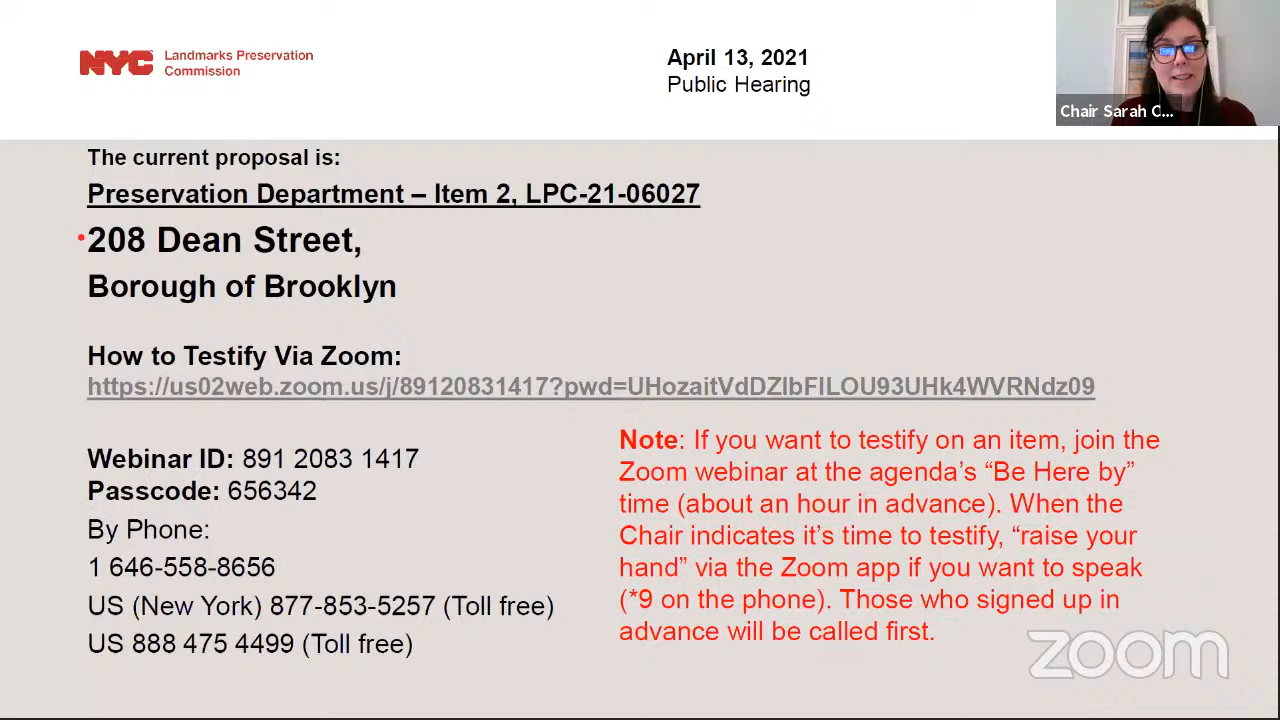 NYC Landmarks Preservation
Commission
April 13, 2021
Public Hearing
Chair Sarah C...
The current proposal is:
Preservation Department – Item 2, LPC-21-06027
•208 Dean Street,
Borough of Brooklyn
How to Testify Via Zoom:
https://us02web.zoom.us/j/89120831417?pwd=UHozaitVdDZIbFlLOU93UHk4WVRNdz09
Webinar ID: 891 2083 1417
Passcode: 656342
By Phone:
1 646-558-8656
US (New York) 877-853-5257 (Toll free)
US 888 475 4499 (Toll free)
Note: If you want to testify on an item, join the
Zoom webinar at the agenda’s “Be Here by”
time (about an hour in advance). When the
Chair indicates it’s time to testify, “raise your
hand” via the Zoom app if you want to speak
(*9 on the phone). Those who signed up in
advance will be called first.
zoom